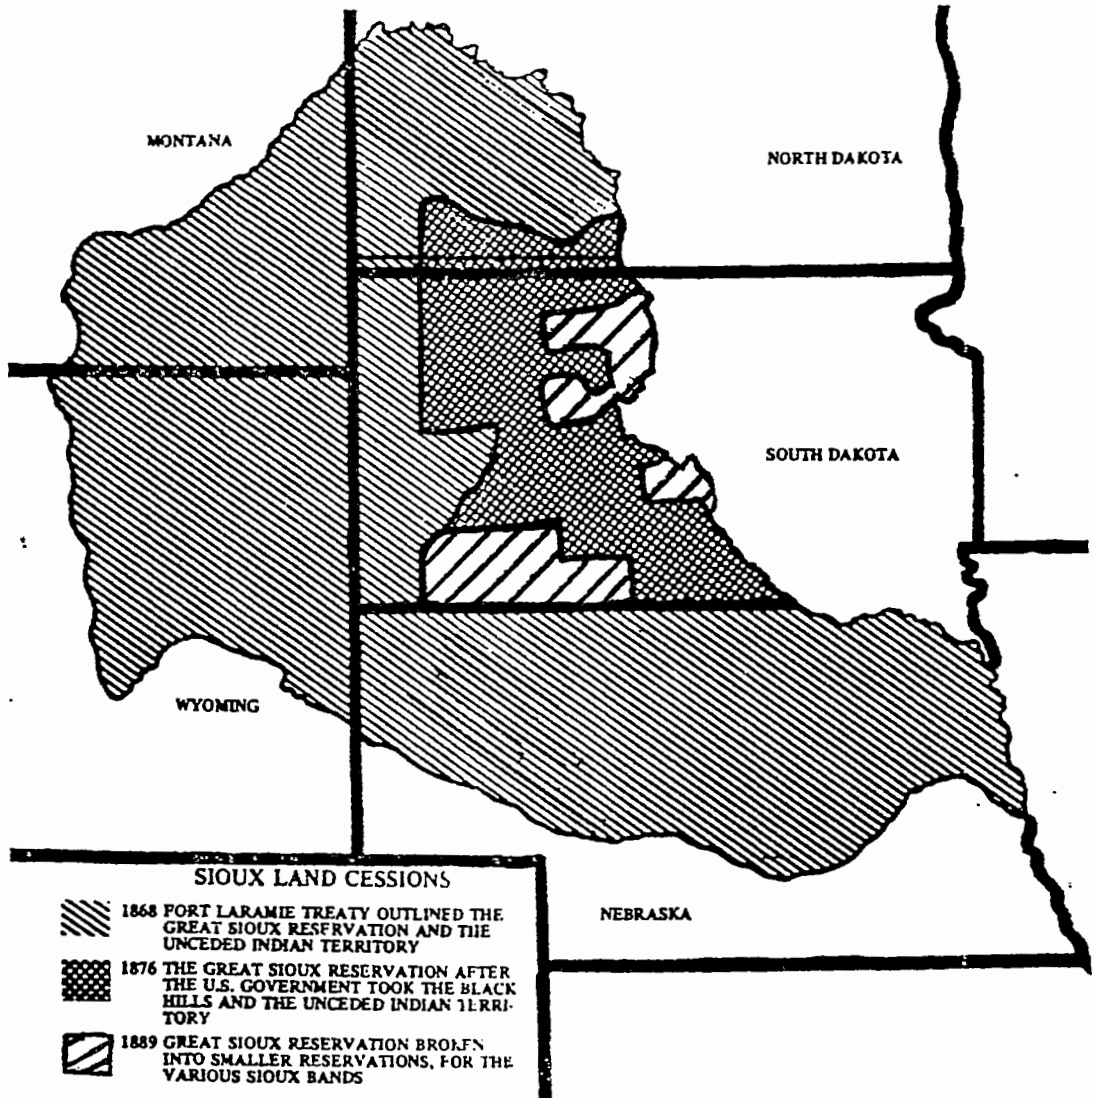 MONTANA
NORTH DAKOTA
SOUTH DAKOTA
WYOMING
NEBRASKA
SIOUX LAND CESSIONS
1868 FORT LARAMIE TREATY OUTLINED THE
GREAT SIOUX RESERVATION AND THE
UNCEDED INDIAN TERRITORY
1876 THE GREAT SIOUX RESERVATION AFTER
THE U.S. GOVERNMENT TOOK THE BLACK
HILLS AND THE UNCEDED INDIAN TERRI-
TORY
1889 GREAT SIOUX RESERVATION BROKEN
INTO SMALLER RESERVATIONS, FOR THE
VARIOUS SIOUX BANDS